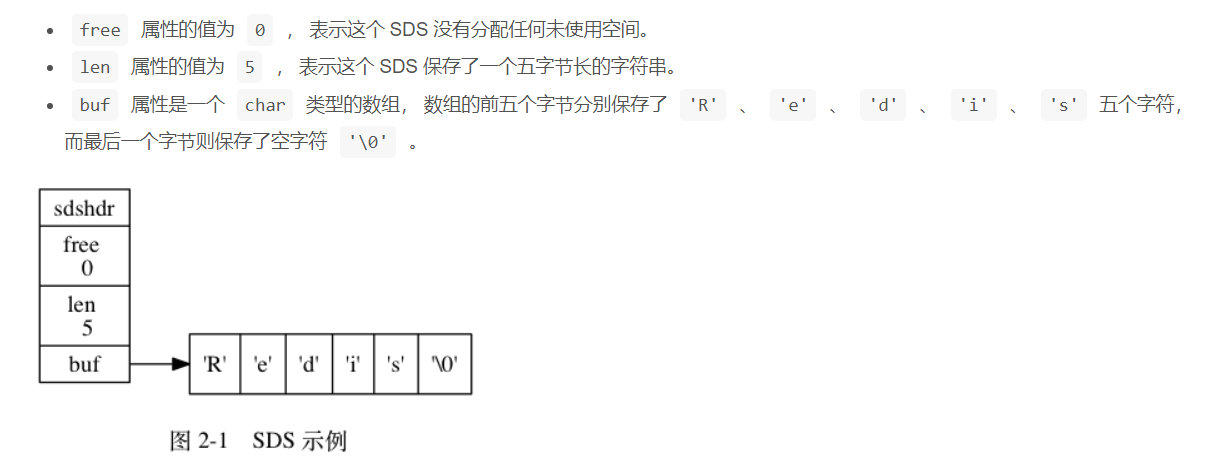 free 属性的值为 0 ， 表示这个 SDS 没有分配任何未使用空间。
len 属性的值为 5 ， 表示这个 SDS 保存了一个五字节长的字符串。
buf 属性是一个 char 类型的数组， 数组的前五个字节分别保存了 'R' 、 'e' 、 'd' 、 'i' 、 's' 五个字符，
而最后一个字节则保存了空字符 '\0' 。
sdshdr
free
0
len
5
buf 'R' 'e' 'd' 'i' 's' '\0'
图 2-1 SDS 示例